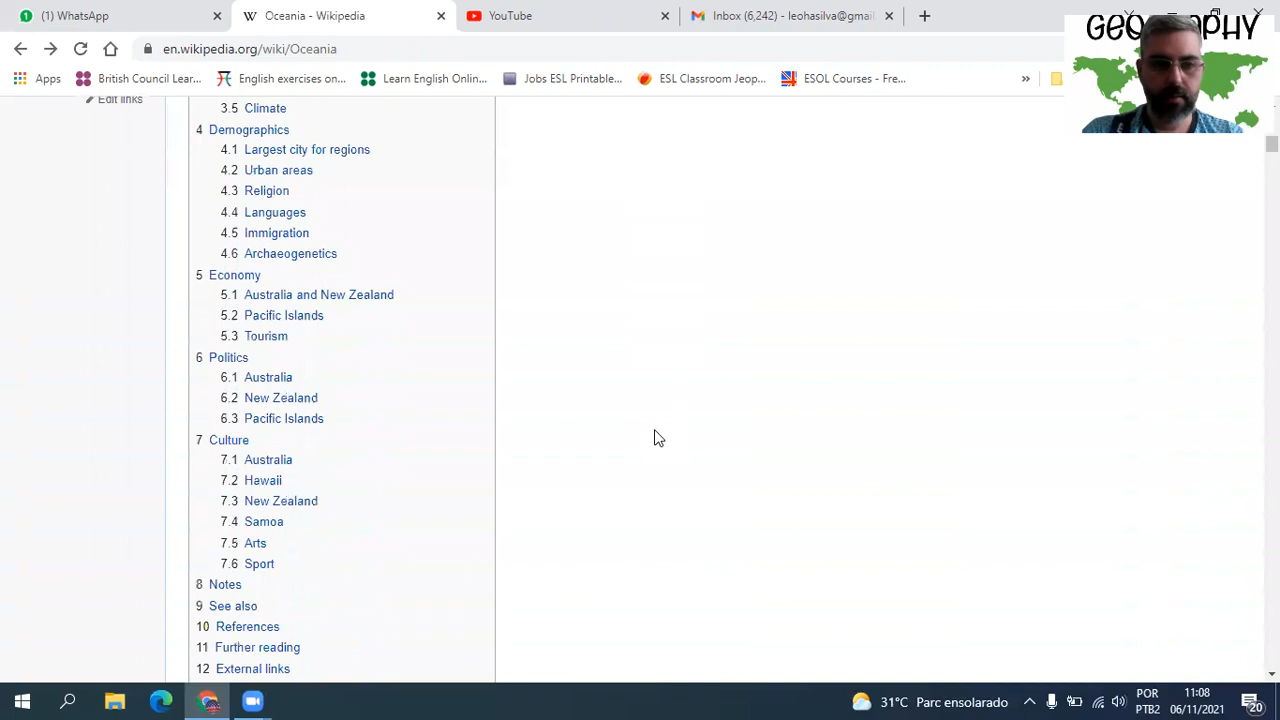 (1) WhatsApp
Oceania - Wikipedia
YouTube
Inbox (6,242) - leohasilva@gmail.
en.wikipedia.org/wiki/Oceania
Apps
British Council Lear...
English exercises on...
Learn English Onlin...
Jobs ESL Printable...
ESL Classroom Jeop...
ESOL Courses - Fre...
Edit links
3.5 Climate
4 Demographics
4.1 Largest city for regions
4.2 Urban areas
4.3 Religion
4.4 Languages
4.5 Immigration
4.6 Archaeogenetics
5 Economy
5.1 Australia and New Zealand
5.2 Pacific Islands
5.3 Tourism
6 Politics
6.1 Australia
6.2 New Zealand
6.3 Pacific Islands
7 Culture
7.1 Australia
7.2 Hawaii
7.3 New Zealand
7.4 Samoa
7.5 Arts
7.6 Sport
8 Notes
9 See also
10 References
11 Further reading
12 External links
31°C Parc ensolarado
POR
PTB2
11:08
06/11/2021
20